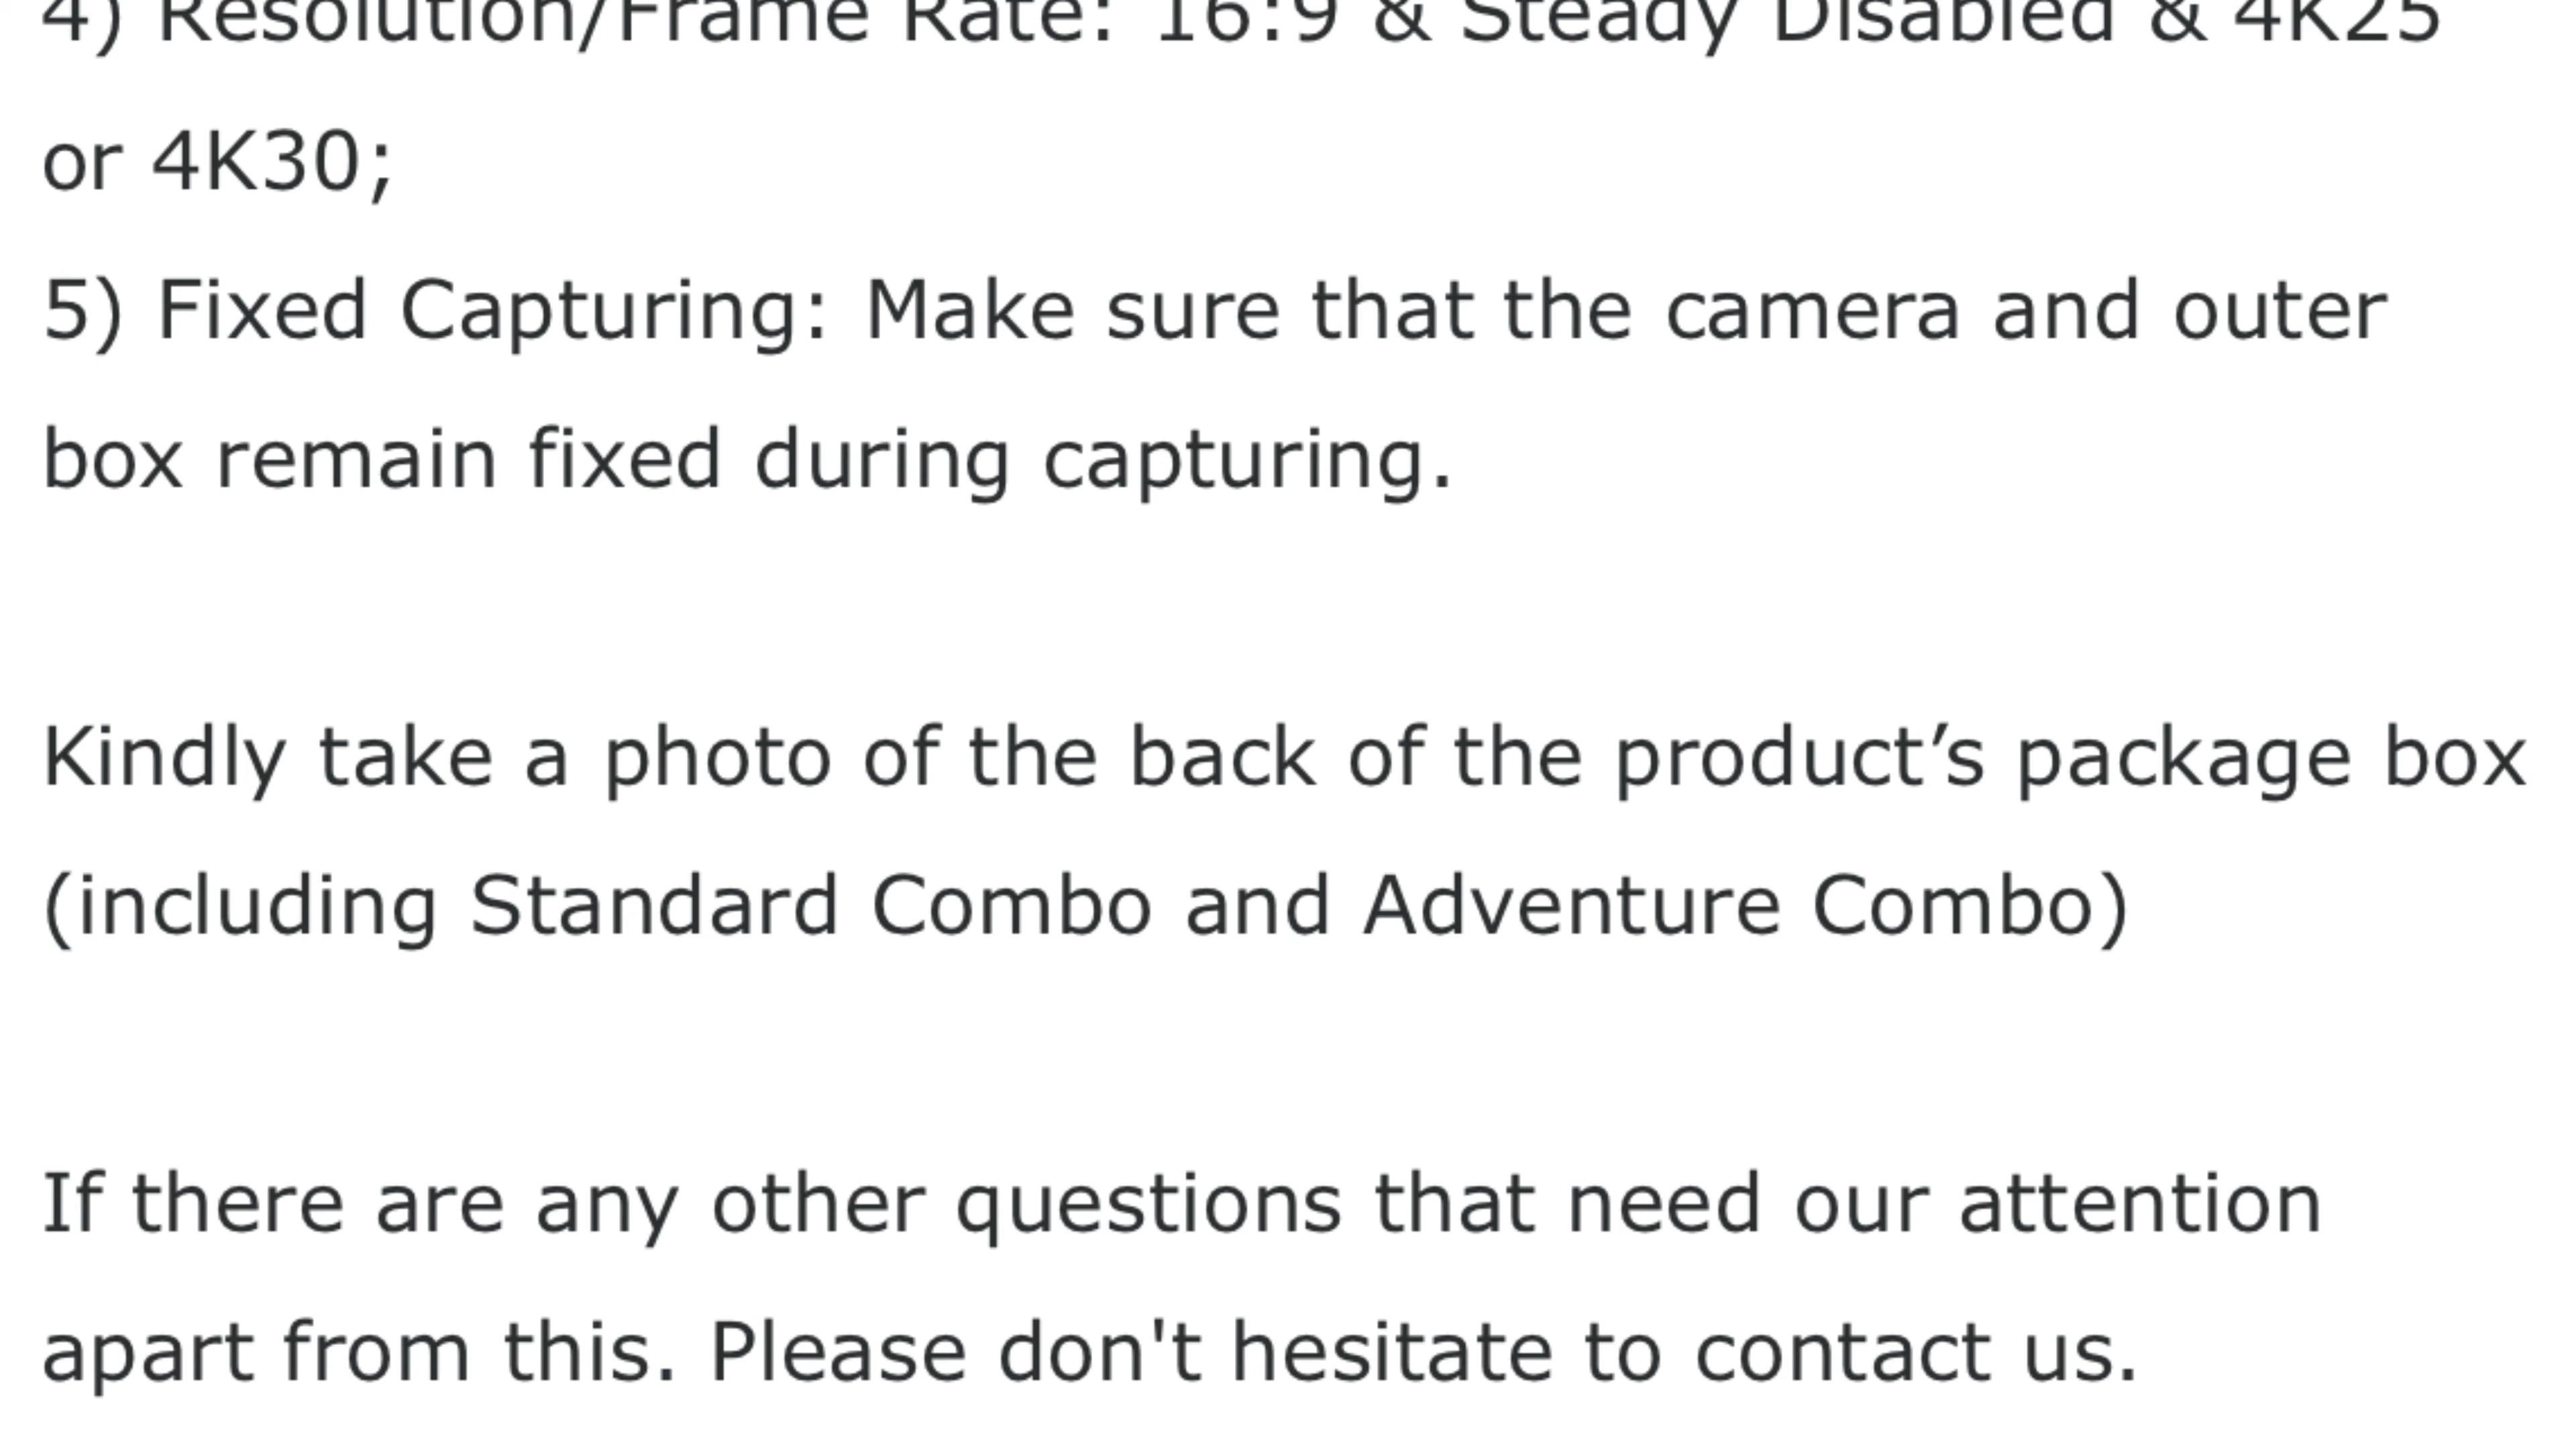 4) Resolution/Frame Rate: 16:9 & Steady Disabled & 4K25
or 4K30;
5) Fixed Capturing: Make sure that the camera and outer
box remain fixed during capturing.
Kindly take a photo of the back of the product’s package box
(including Standard Combo and Adventure Combo)
If there are any other questions that need our attention
apart from this. Please don't hesitate to contact us.